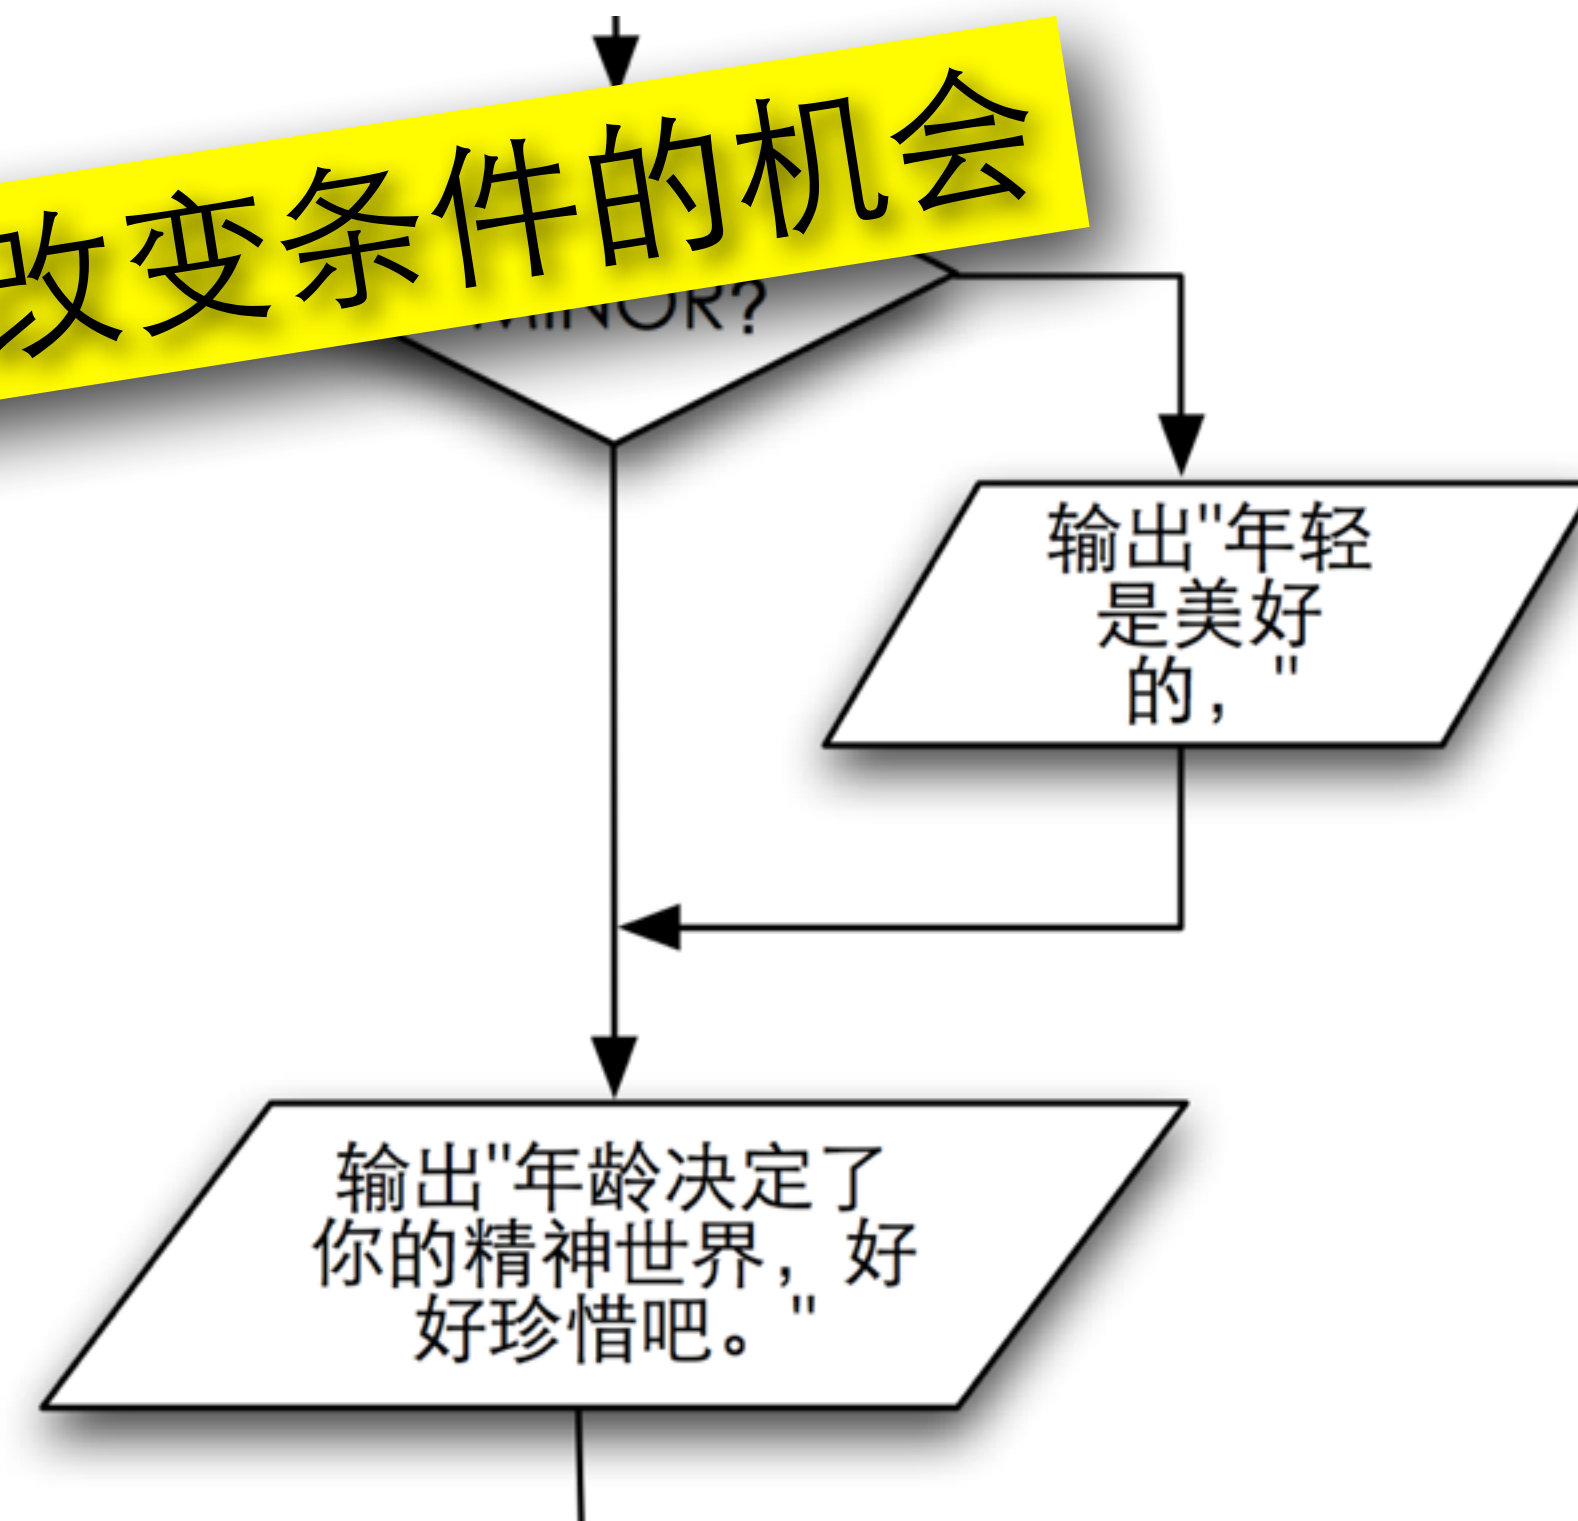 改变条件的机会
MINOR?
输出"年轻
是美好
的，"
输出"年龄决定了
你的精神世界，好
好珍惜吧。"